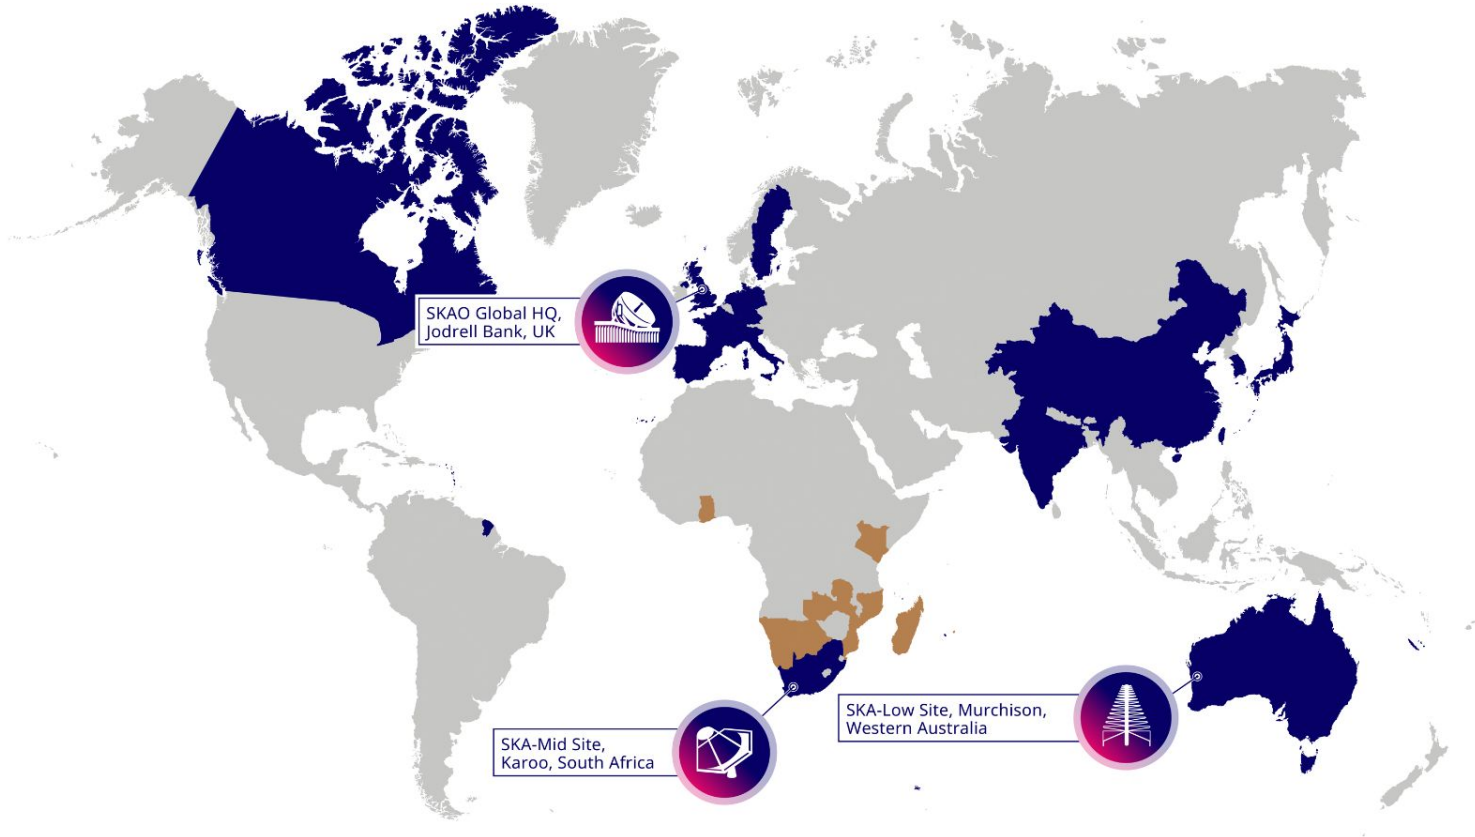 SKAO Global HQ,
Jodrell Bank, UK
SKA-Mid Site,
Karoo, South Africa
SKA-Low Site, Murchison,
Western Australia